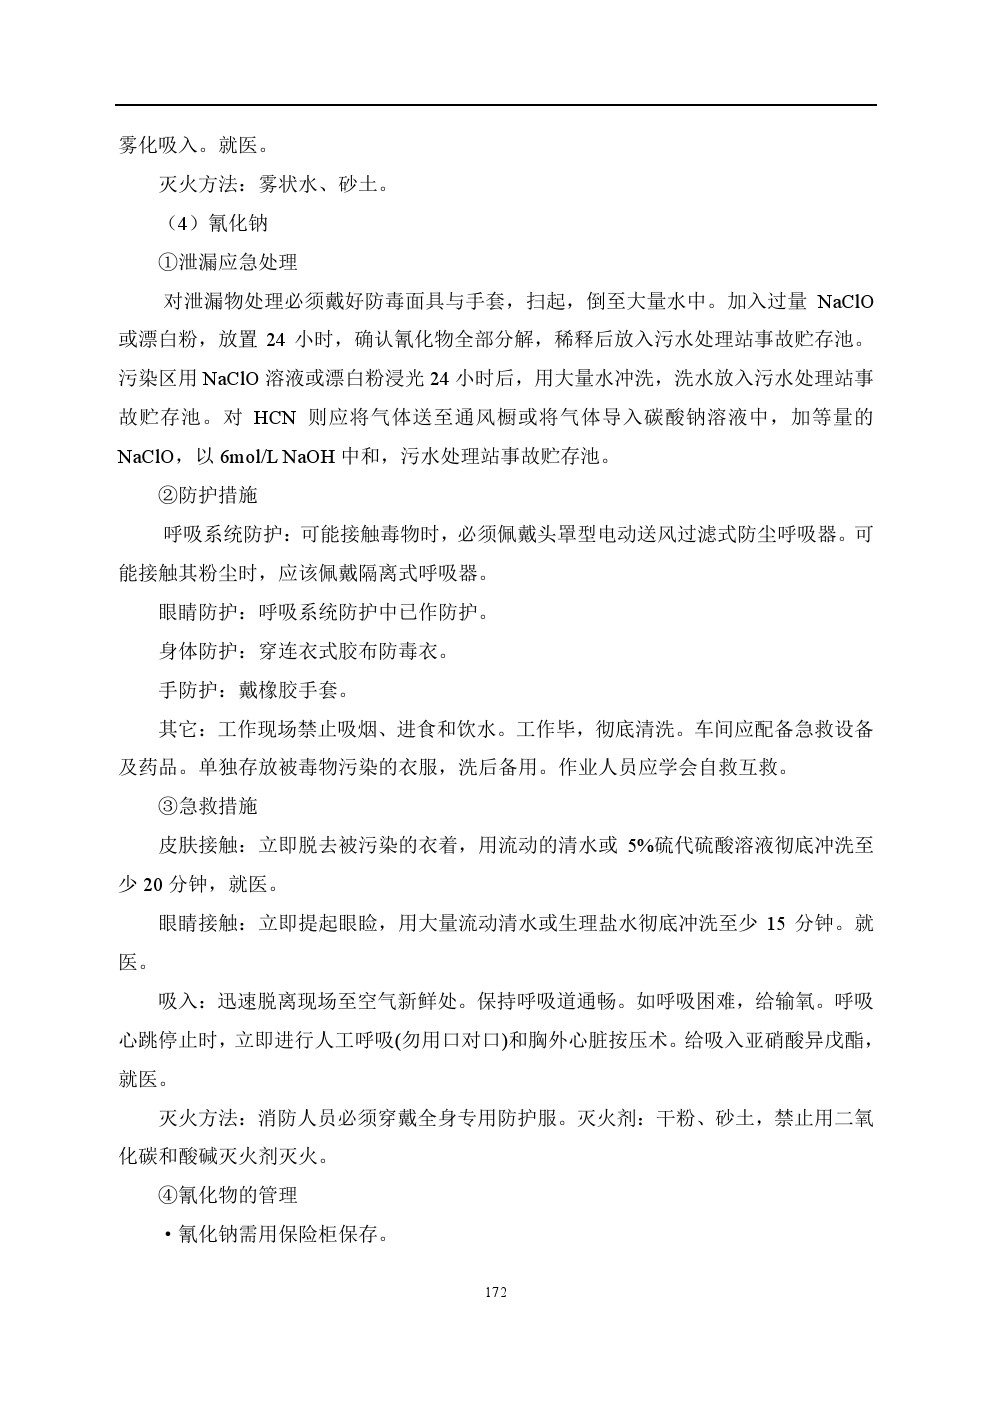 雾化吸入。就医。
灭火方法：雾状水、砂土。
（4）氰化钠
①泄漏应急处理
对泄漏物处理必须戴好防毒面具与手套，扫起，倒至大量水中。加入过量 NaClO
或漂白粉，放置 24 小时，确认氰化物全部分解，稀释后放入污水处理站事故贮存池。
污染区用 NaClO 溶液或漂白粉浸光 24 小时后，用大量水冲洗，洗水放入污水处理站事
故贮存池。对 HCN 则应将气体送至通风橱或将气体导入碳酸钠溶液中，加等量的
NaClO，以 6mol/L NaOH 中和，污水处理站事故贮存池。
②防护措施
呼吸系统防护：可能接触毒物时，必须佩戴头罩型电动送风过滤式防尘呼吸器。可
能接触其粉尘时，应该佩戴隔离式呼吸器。
眼睛防护：呼吸系统防护中已作防护。
身体防护：穿连衣式胶布防毒衣。
手防护：戴橡胶手套。
其它：工作现场禁止吸烟、进食和饮水。工作毕，彻底清洗。车间应配备急救设备
及药品。单独存放被毒物污染的衣服，洗后备用。作业人员应学会自救互救。
③急救措施
皮肤接触：立即脱去被污染的衣着，用流动的清水或 5%硫代硫酸溶液彻底冲洗至
少 20 分钟，就医。
眼睛接触：立即提起眼睑，用大量流动清水或生理盐水彻底冲洗至少 15 分钟。就
医。
吸入：迅速脱离现场至空气新鲜处。保持呼吸道通畅。如呼吸困难，给输氧。呼吸
心跳停止时，立即进行人工呼吸(勿用口对口)和胸外心脏按压术。给吸入亚硝酸异戊酯，
就医。
灭火方法：消防人员必须穿戴全身专用防护服。灭火剂：干粉、砂土，禁止用二氧
化碳和酸碱灭火剂灭火。
④氰化物的管理
·氰化钠需用保险柜保存。
172